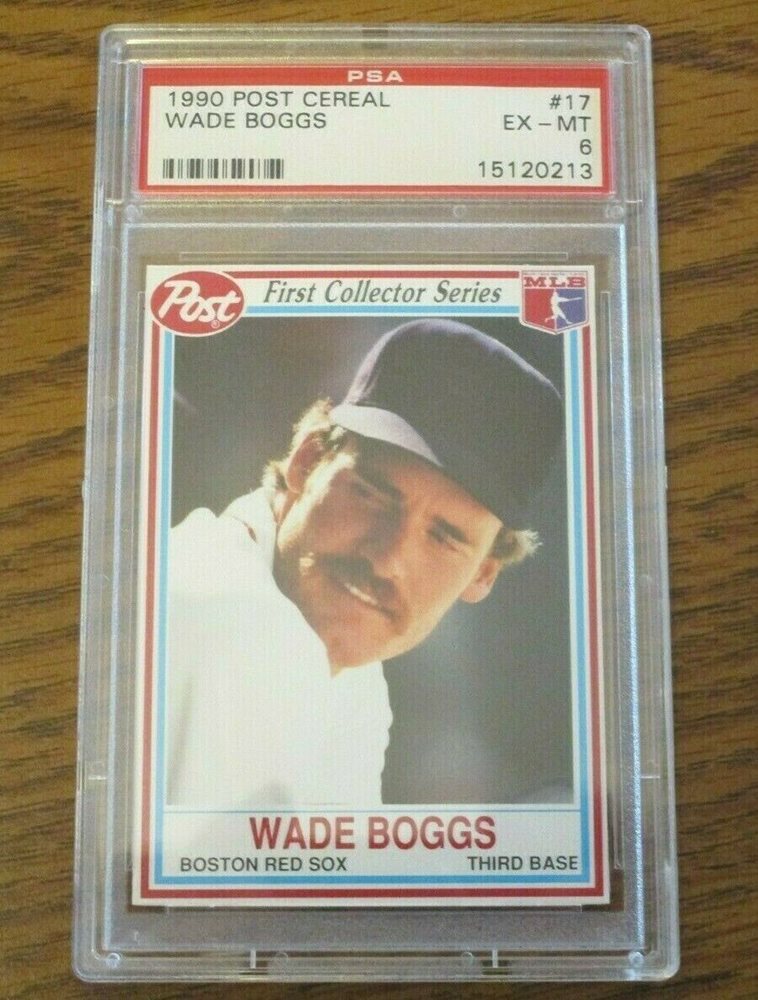 PSA
1990 POST CEREAL #17
WADE BOGGS EX - MT
6
15120213
Post®
First Collector Series
MLB
WADE BOGGS
BOSTON RED SOX THIRD BASE